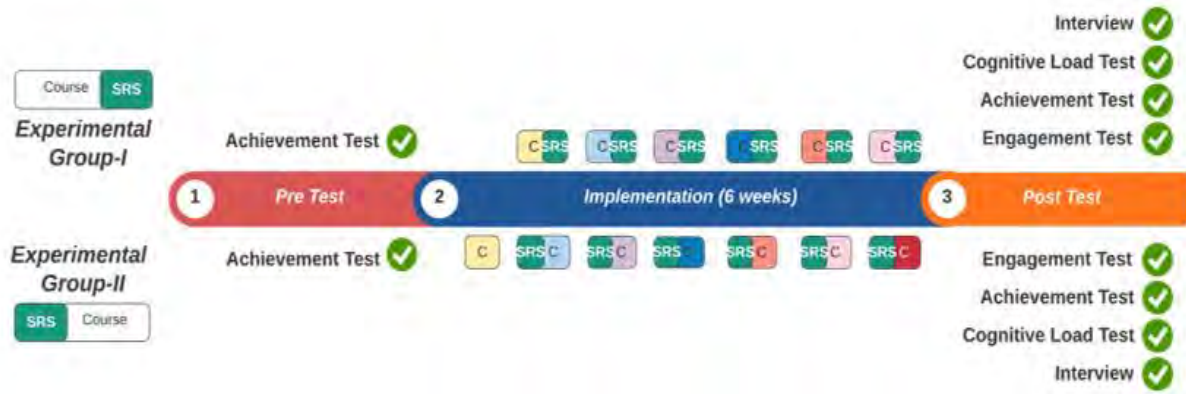 Interview
Cognitive Load Test
Course SRS
Achievement Test
Experimental
Group-I
Achievement Test
C SRS C SRS C SRS C SRS C SRS C SRS
Engagement Test
1 Pre Test 2 Implementation (6 weeks) 3 Post Test
Experimental
Group-II
Achievement Test
C SRS C SRS C SRS C SRS C SRS C SRS C
Engagement Test
Achievement Test
SRS Course
Cognitive Load Test
Interview